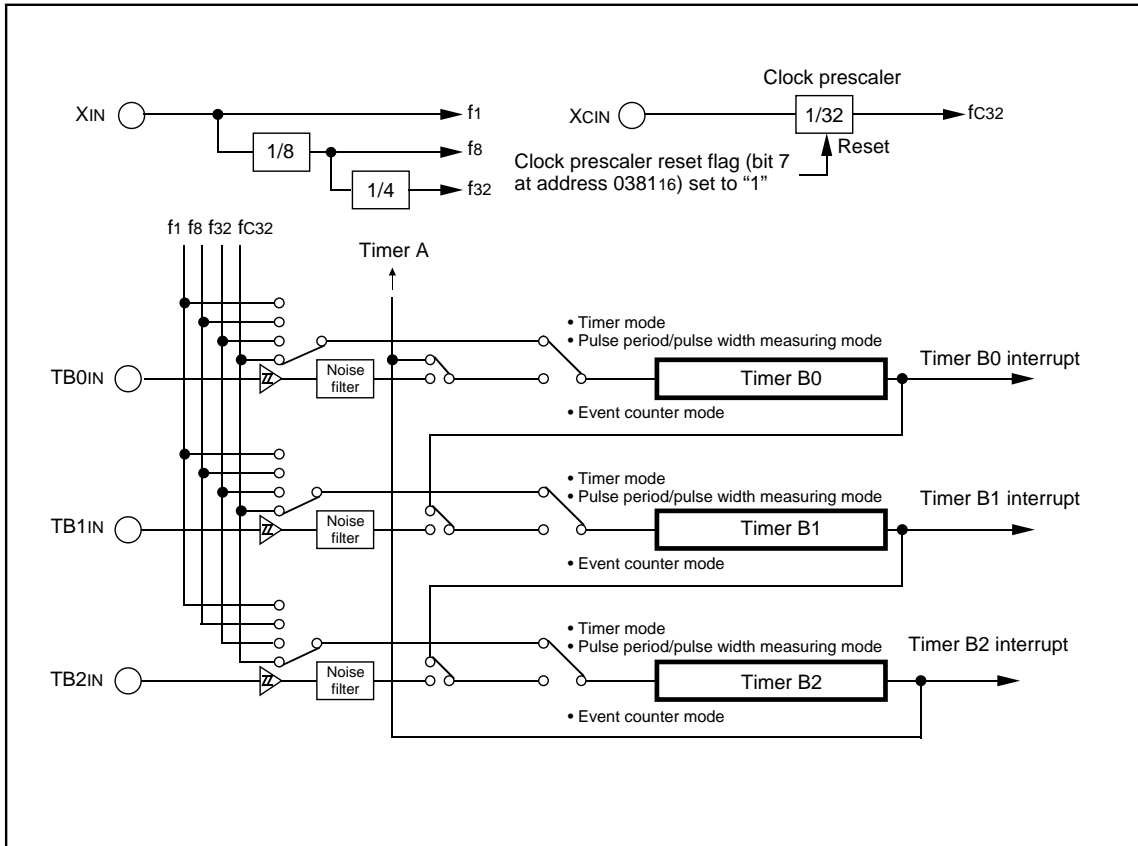 Clock prescaler
XIN
f1
XCIN
1/32
fC32
1/8
f8
Reset
Clock prescaler reset flag (bit 7
at address 038116) set to “1”
1/4
f32
f1 f8 f32 fC32
Timer A
• Timer mode
• Pulse period/pulse width measuring mode
TB0IN
Noise
filter
Timer B0
Timer B0 interrupt
• Event counter mode
• Timer mode
• Pulse period/pulse width measuring mode
TB1IN
Noise
filter
Timer B1
Timer B1 interrupt
• Event counter mode
• Timer mode
• Pulse period/pulse width measuring mode
TB2IN
Noise
filter
Timer B2
Timer B2 interrupt
• Event counter mode